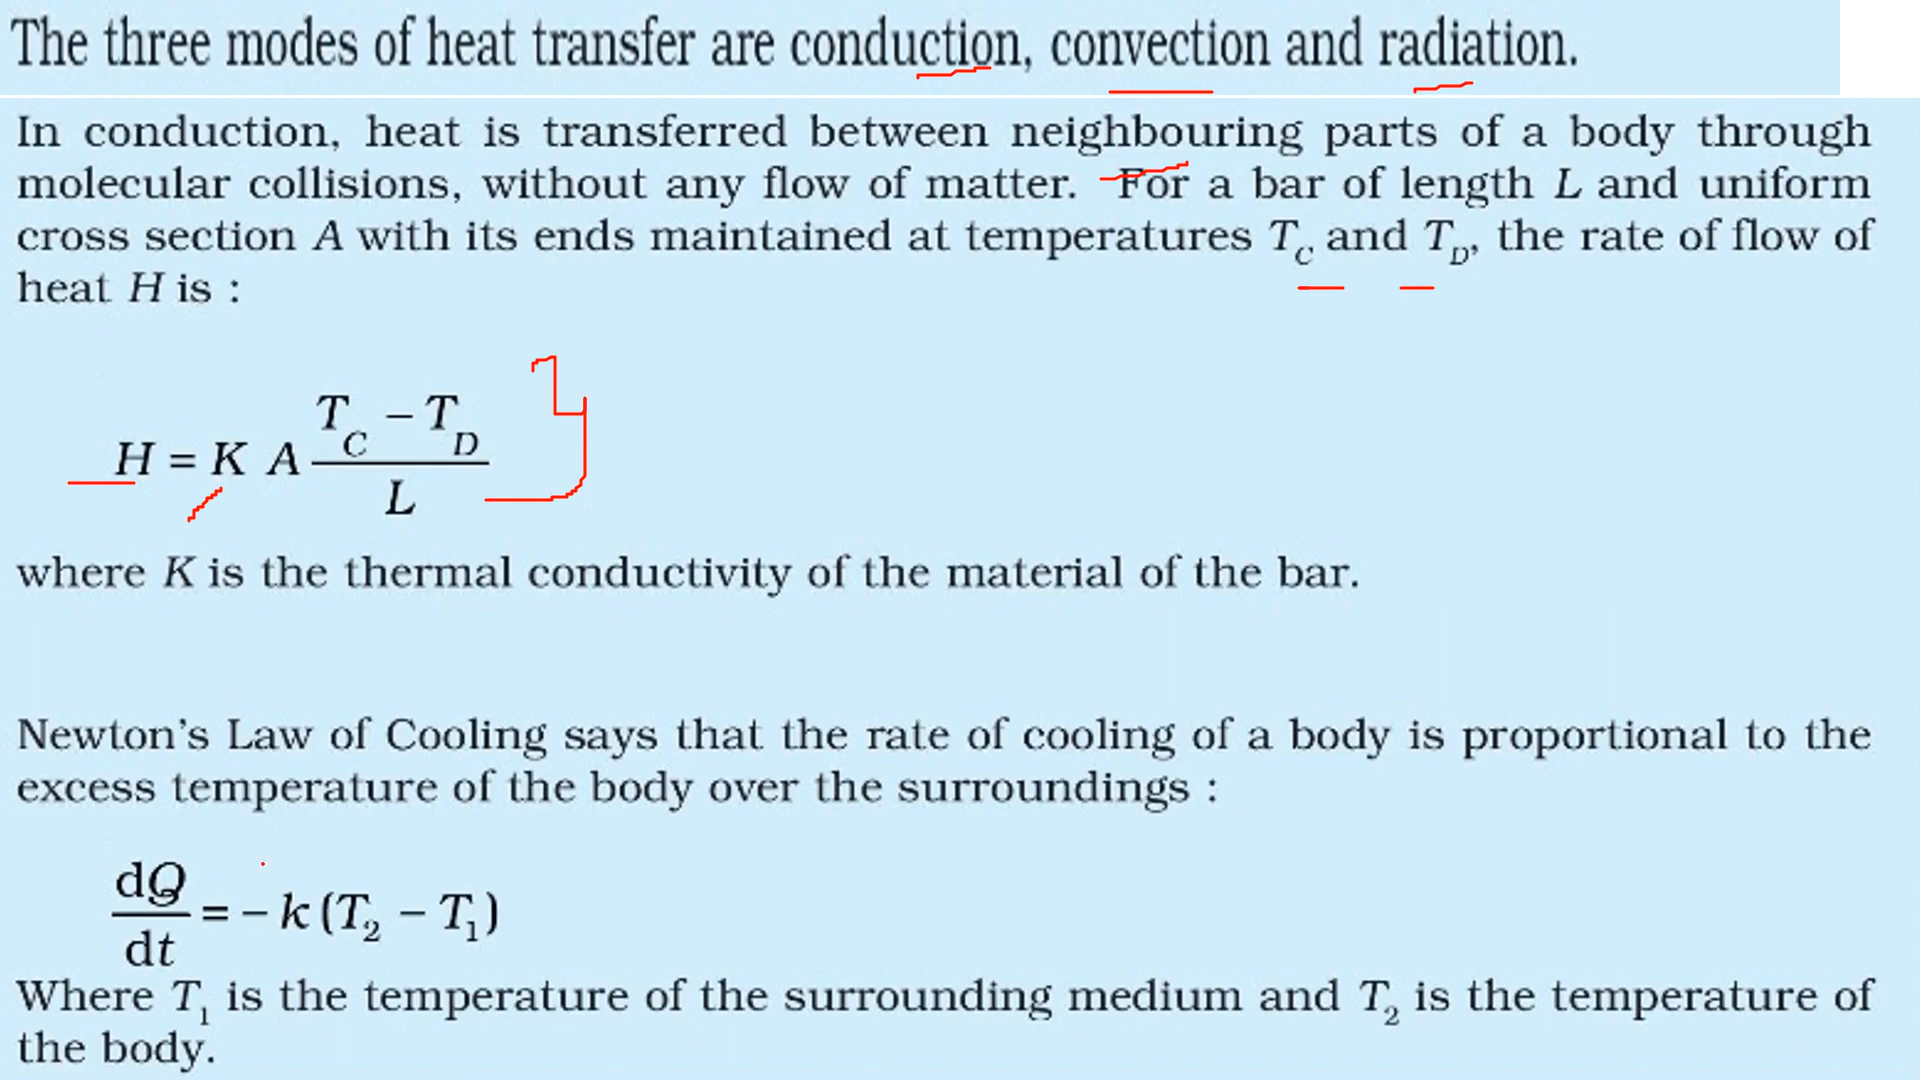 The three modes of heat transfer are conduction, convection and radiation.
In conduction, heat is transferred between neighbouring parts of a body through
molecular collisions, without any flow of matter. For a bar of length L and uniform
cross section A with its ends maintained at temperatures T_C and T_D, the rate of flow of
heat H is :
H = K A (T_C − T_D) / L
where K is the thermal conductivity of the material of the bar.
Newton’s Law of Cooling says that the rate of cooling of a body is proportional to the
excess temperature of the body over the surroundings :
dQ/dt = − k (T₂ − T₁)
Where T₁ is the temperature of the surrounding medium and T₂ is the temperature of
the body.